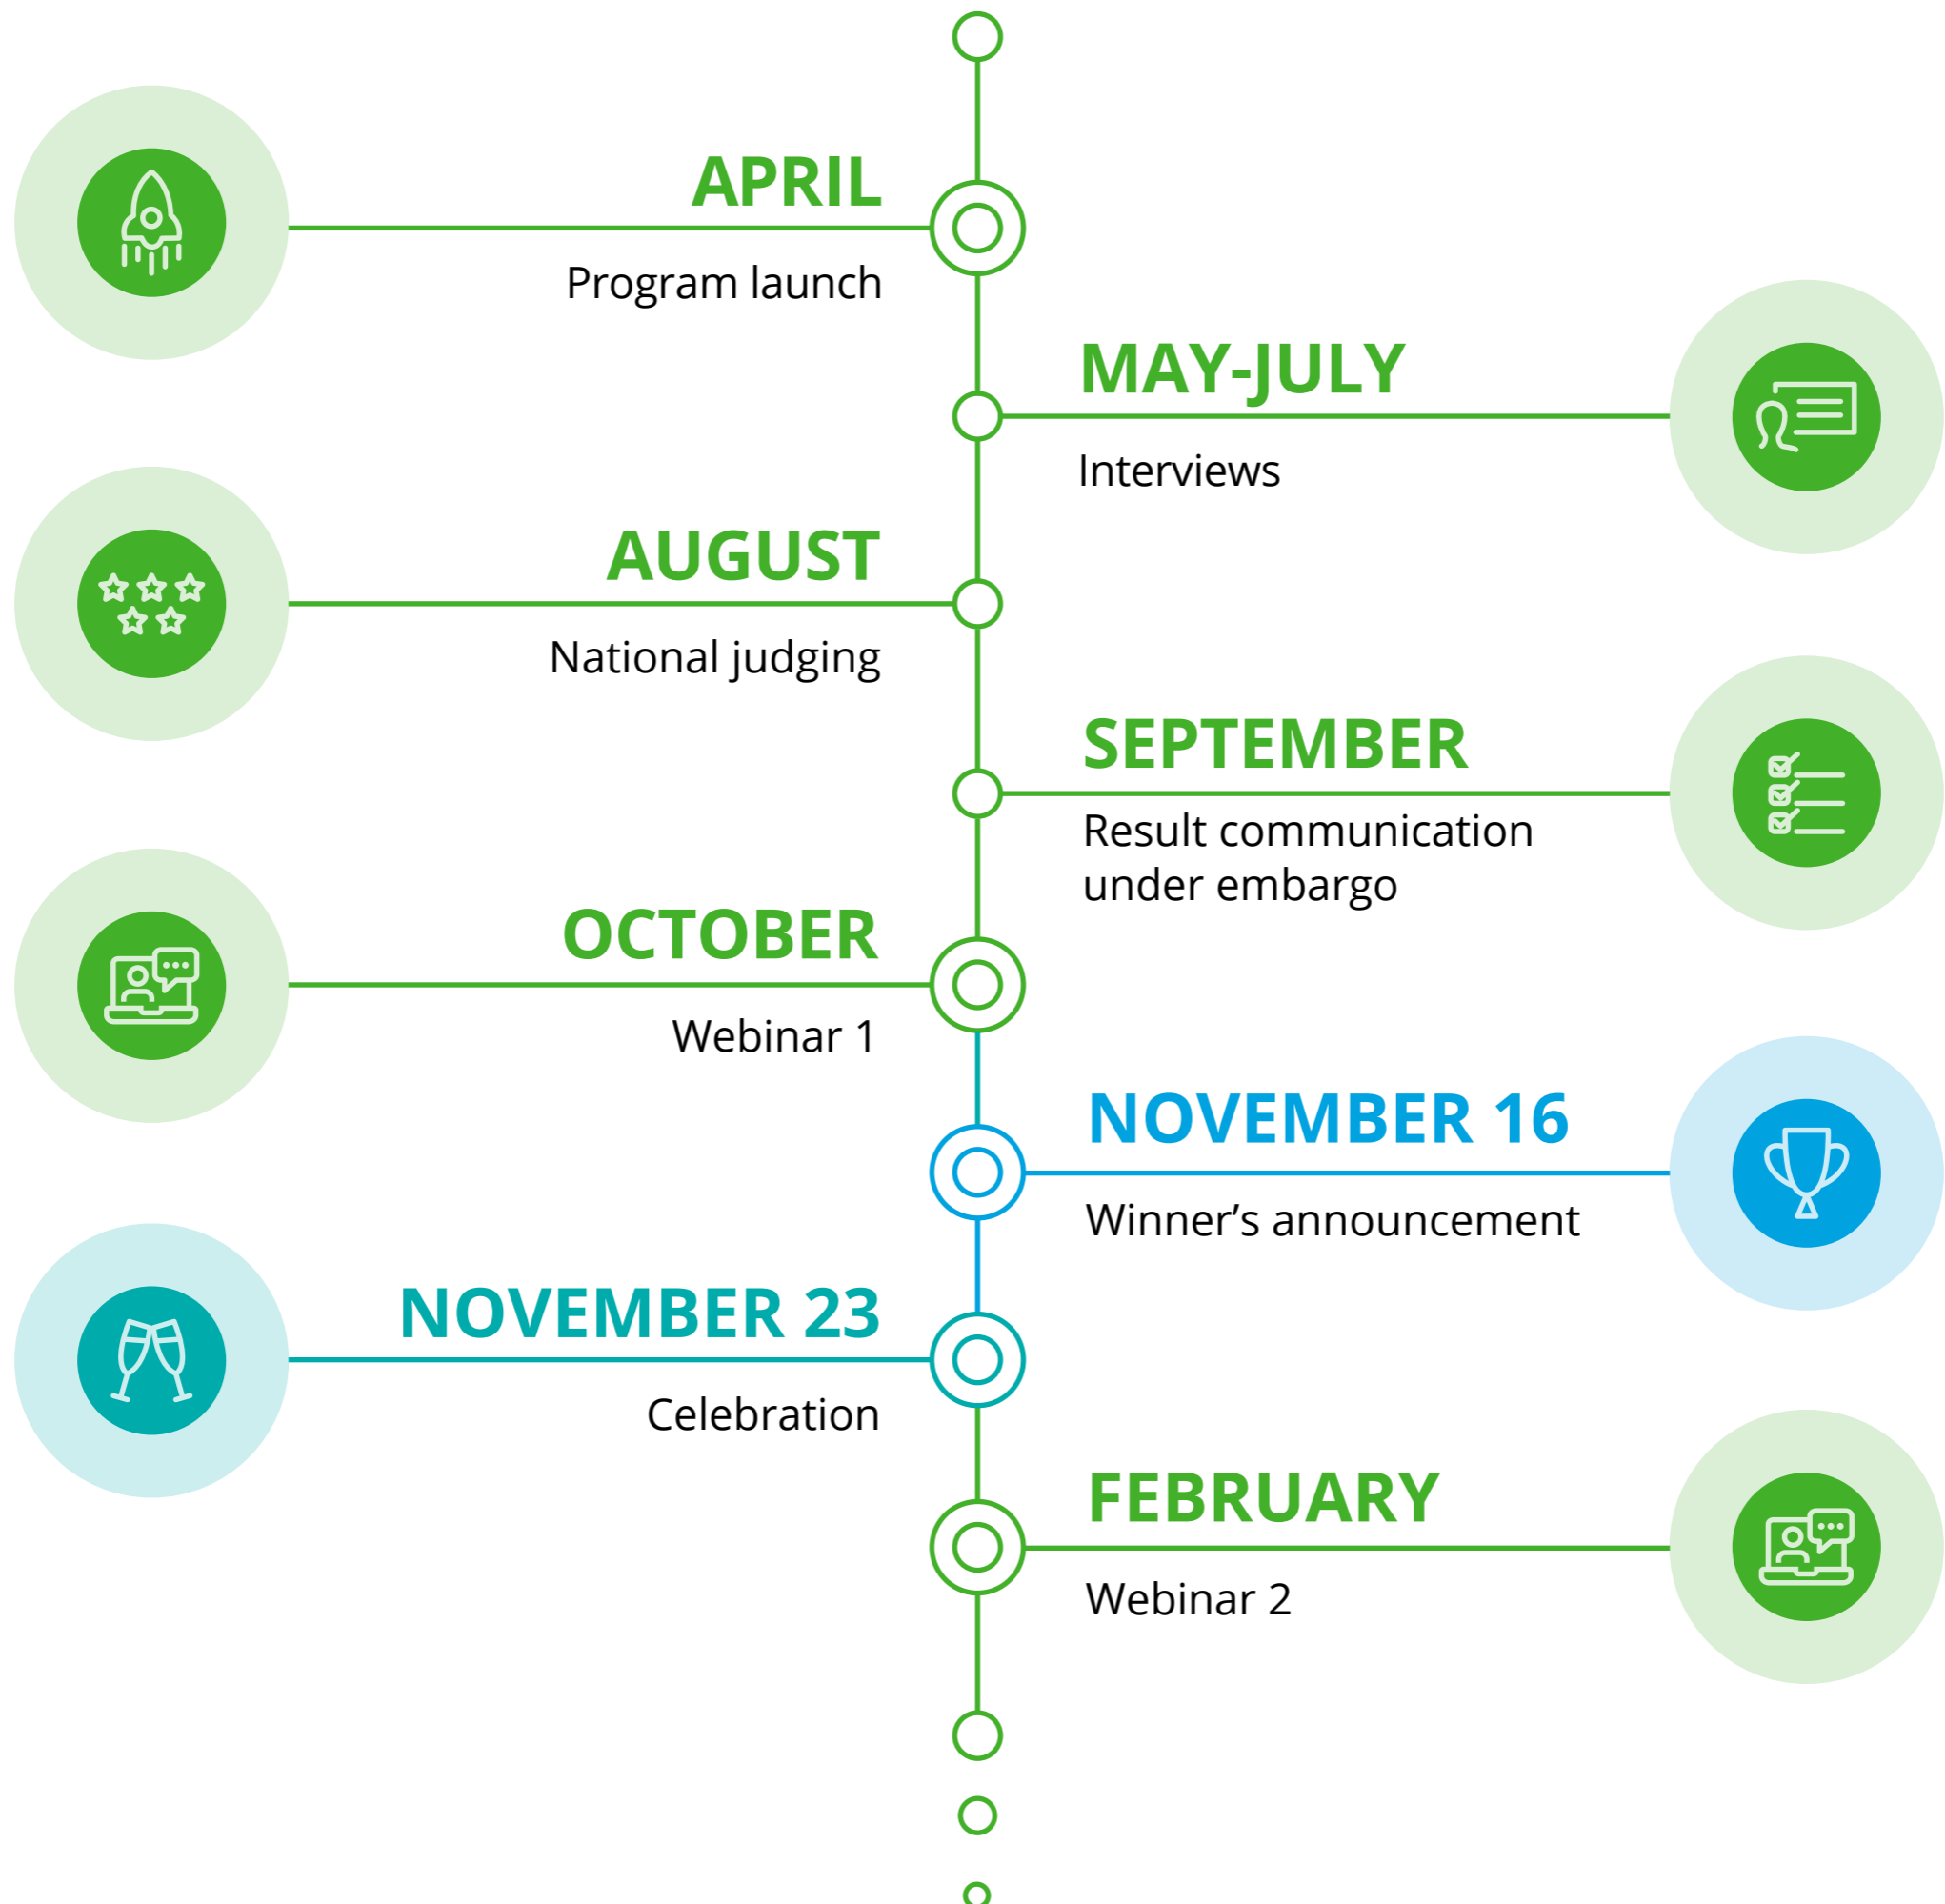 APRIL
Program launch
MAY-JULY
Interviews
AUGUST
National judging
SEPTEMBER
Result communication
under embargo
OCTOBER
Webinar 1
NOVEMBER 16
Winner’s announcement
NOVEMBER 23
Celebration
FEBRUARY
Webinar 2